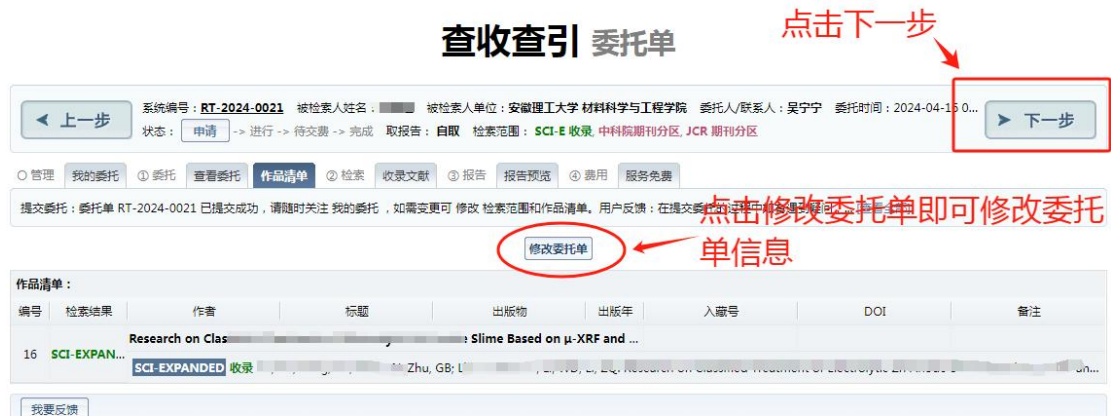 点击下一步
查收查引 委托单
上一步
系统编号：RT-2024-0021 被检索人姓名： 被检索人单位：安徽理工大学 材料科学与工程学院 委托人/联系人：吴宁宁 委托时间：2024-04-15 0...
状态： 申请 -> 进行 -> 待交费 -> 完成 取报告：自取 检索范围： SCI-E 收录, 中科院期刊分区, JCR 期刊分区
下一步
管理 我的委托 ① 委托 查看委托 作品清单 ② 检索 收录文献 ③ 报告 报告预览 ④ 费用 服务免费
提交委托：委托单 RT-2024-0021 已提交成功，请随时关注 我的委托 ，如需变更可 修改 检索范围和作品清单。用户反馈：在提交委托的过程中
点击修改委托单即可修改委托
单信息
修改委托单
作品清单：
编号 检索结果 作者 标题 出版物 出版年 入藏号 DOI 备注
Research on Clas Slime Based on μ-XRF and ...
16 SCI-EXPAN...
SCI-EXPANDED 收录 Zhu, GB;
我要反馈